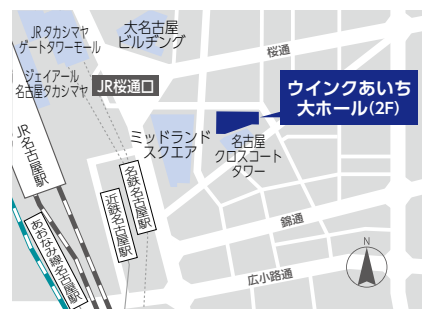 JRタカシマヤ
ゲートタワーモール
大名古屋
ビルヂング
桜通
ジェイアール
名古屋タカシマヤ
JR桜通口
ウインクあいち
大ホール(2F)
JR名古屋駅
ミッドランド
スクエア
名古屋
クロスコート
タワー
名鉄名古屋駅
近鉄名古屋駅
あおなみ線名古屋駅
錦通
広小路通
N